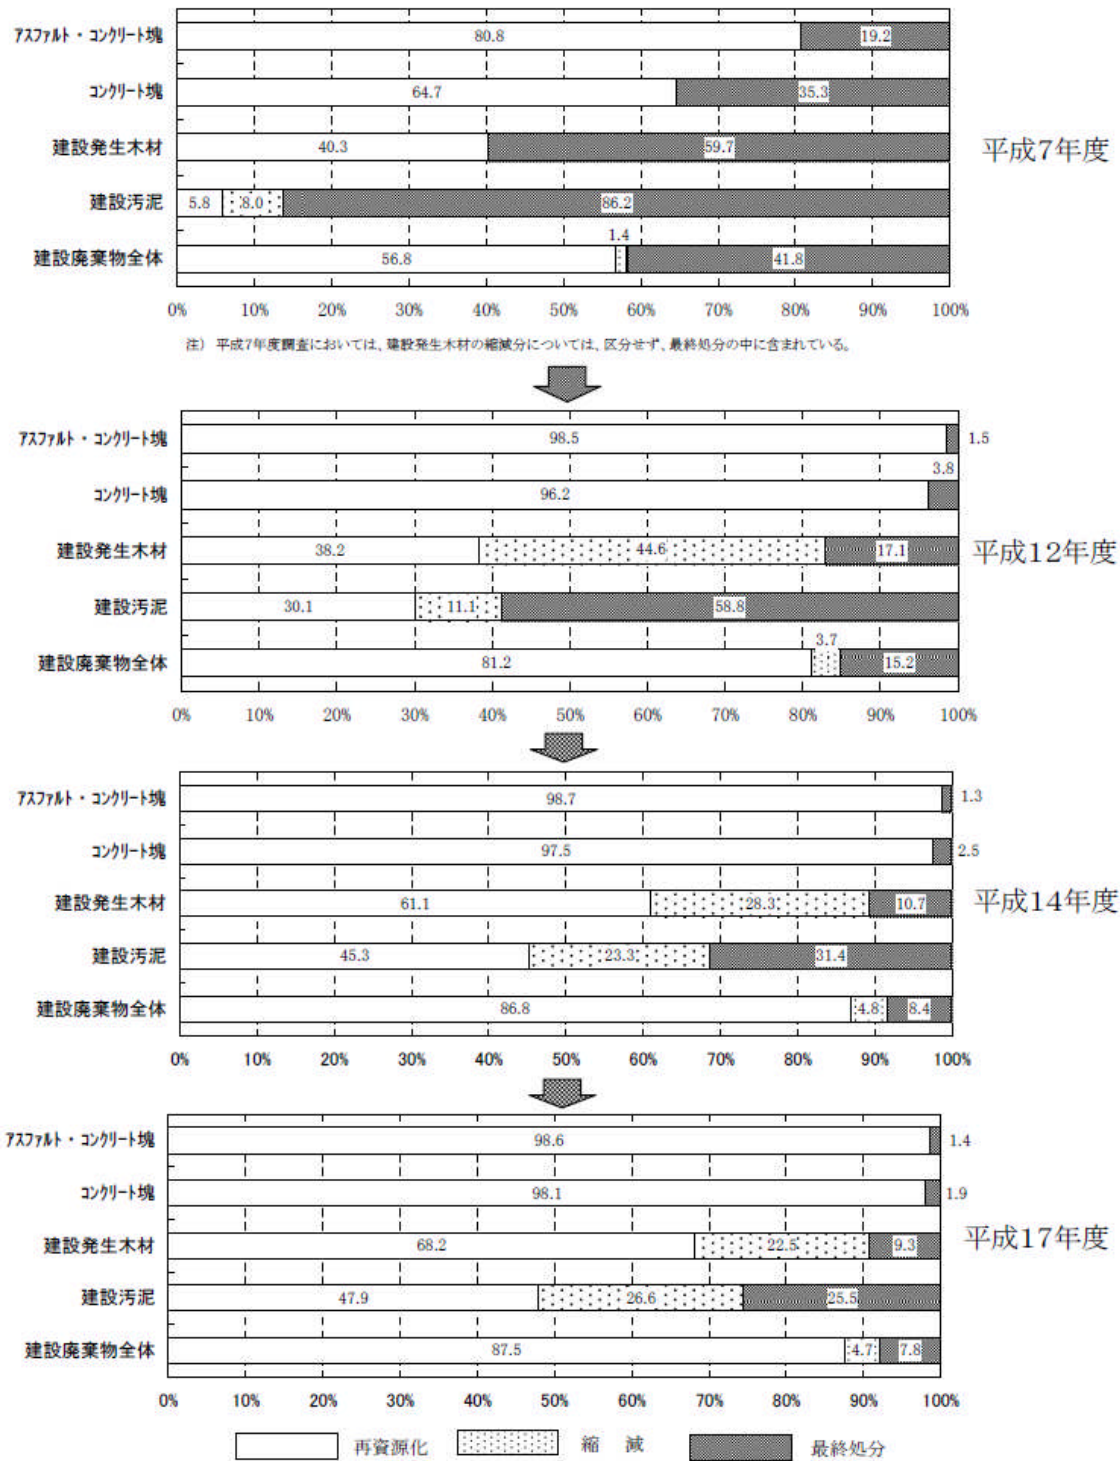 アスファルト・コンクリート塊 80.8 19.2
コンクリート塊 64.7 35.3
建設発生木材 40.3 59.7
平成7年度
建設汚泥 5.8 8.0 86.2
1.4
建設廃棄物全体 56.8 41.8
0% 10% 20% 30% 40% 50% 60% 70% 80% 90% 100%
注) 平成7年度調査においては、建設発生木材の縮減分については、区分せず、最終処分の中に含まれている。
アスファルト・コンクリート塊 98.5 1.5
3.8
コンクリート塊 96.2
建設発生木材 38.2 44.6 17.1
平成12年度
建設汚泥 30.1 11.1 58.8
3.7
建設廃棄物全体 81.2 15.2
0% 10% 20% 30% 40% 50% 60% 70% 80% 90% 100%
アスファルト・コンクリート塊 98.7 1.3
コンクリート塊 97.5 2.5
建設発生木材 61.1 28.3 10.7
平成14年度
建設汚泥 45.3 23.3 31.4
建設廃棄物全体 86.8 4.8 8.4
0% 10% 20% 30% 40% 50% 60% 70% 80% 90% 100%
アスファルト・コンクリート塊 98.6 1.4
コンクリート塊 98.1 1.9
建設発生木材 68.2 22.5 9.3
平成17年度
建設汚泥 47.9 26.6 25.5
建設廃棄物全体 87.5 4.7 7.8
0% 10% 20% 30% 40% 50% 60% 70% 80% 90% 100%
再資源化 縮 減 最終処分